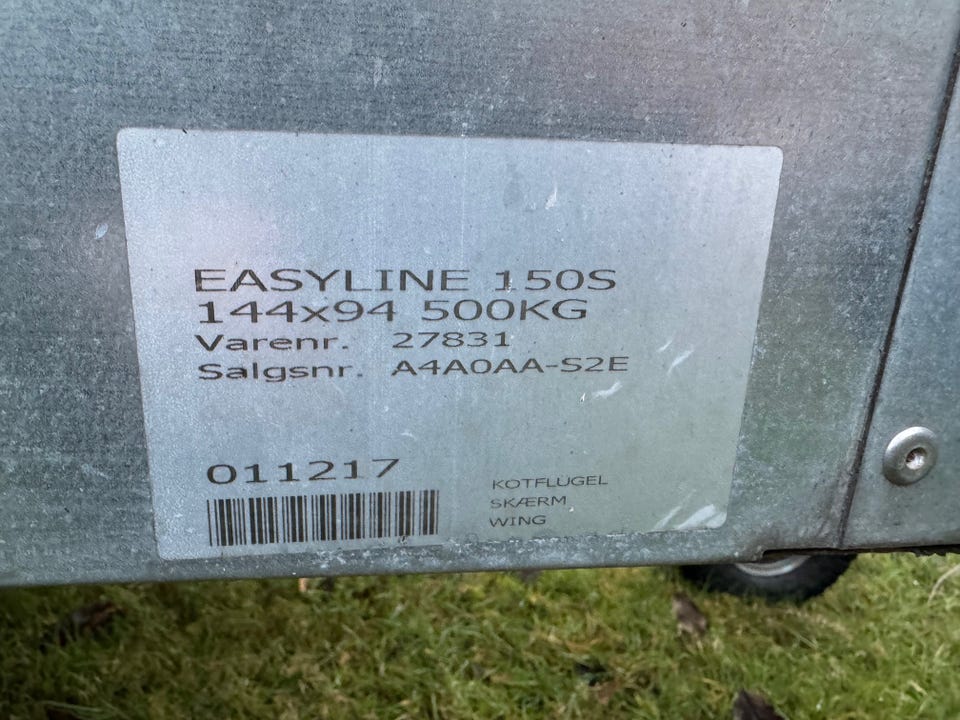 EASYLINE 150S
144x94 500KG
Varenr. 27831
Salgsnr. A4A0AA-S2E
011217
KOTFLÜGEL
SKÆRM
WING